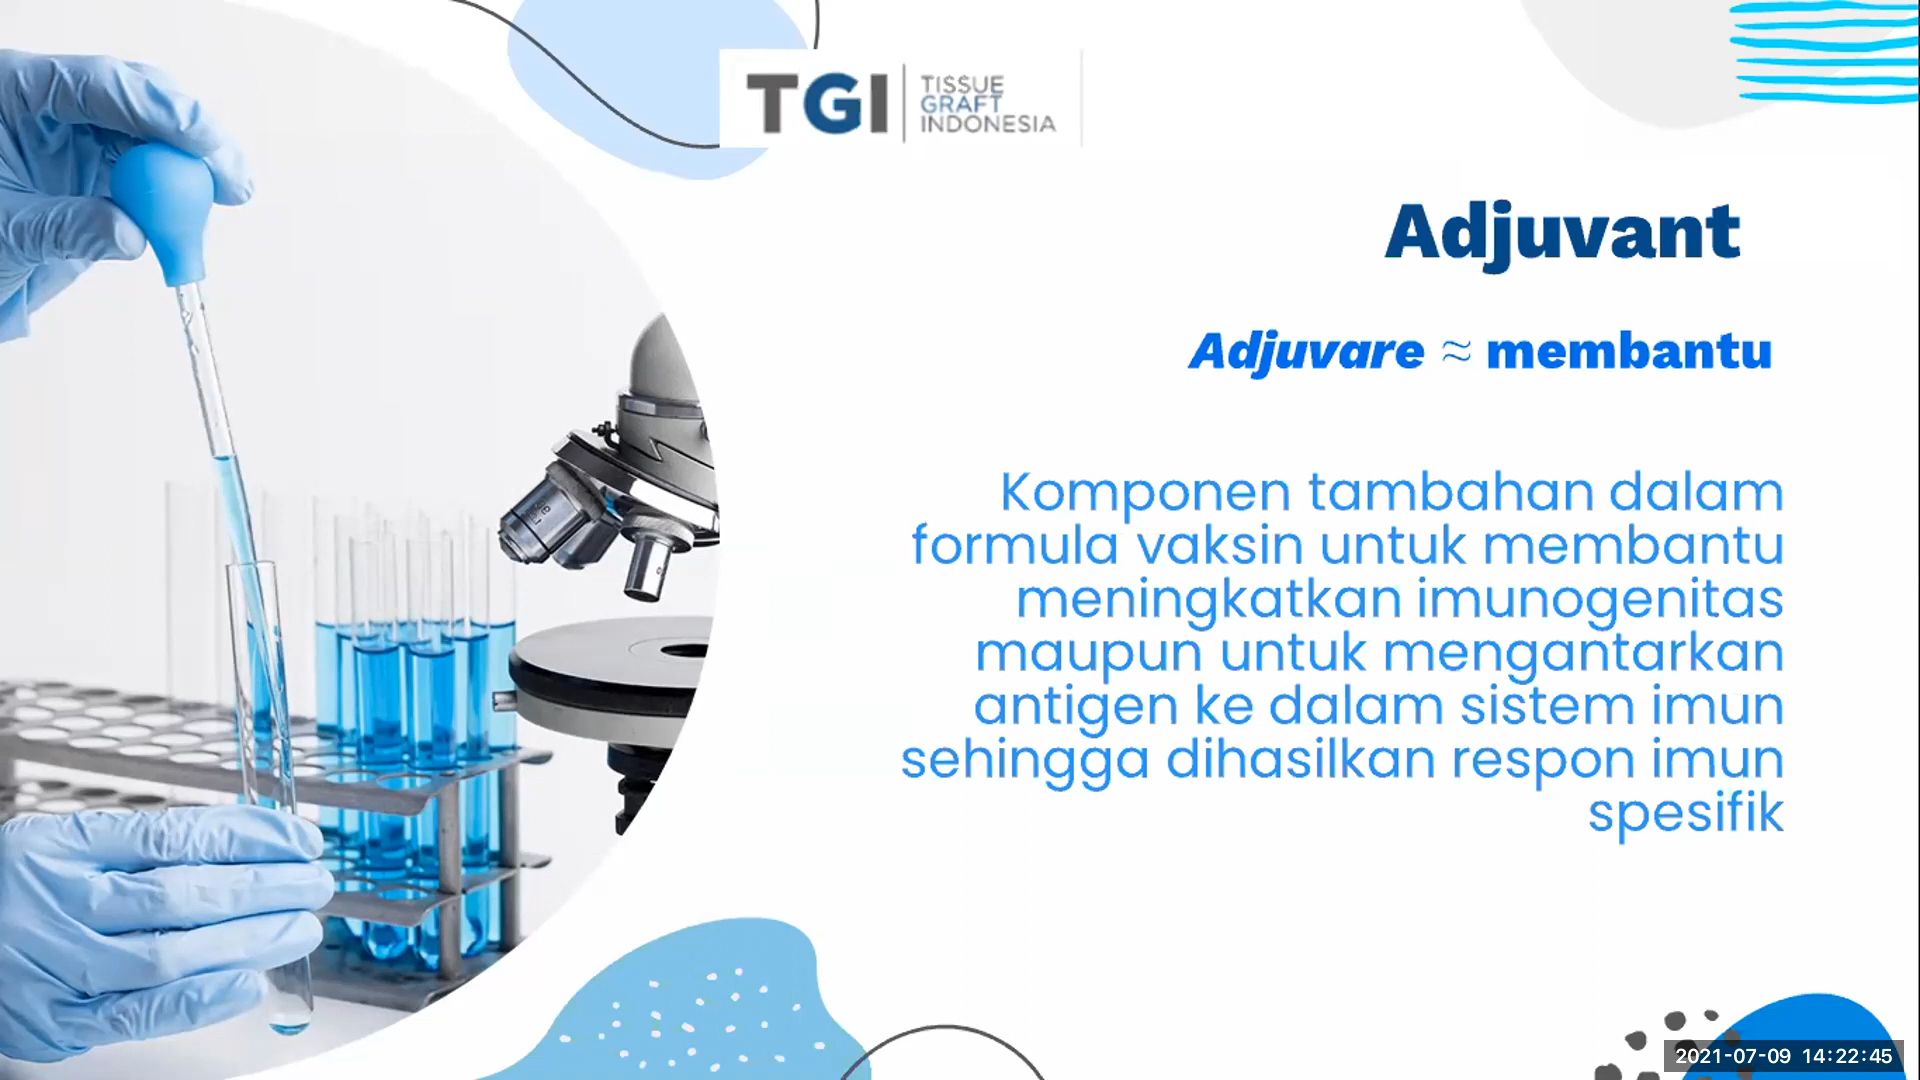 TGI
TISSUE
GRAFT
INDONESIA
Adjuvant
Adjuvare ≈ membantu
Komponen tambahan dalam
formula vaksin untuk membantu
meningkatkan imunogenitas
maupun untuk mengantarkan
antigen ke dalam sistem imun
sehingga dihasilkan respon imun
spesifik
2021-07-09 14:22:45